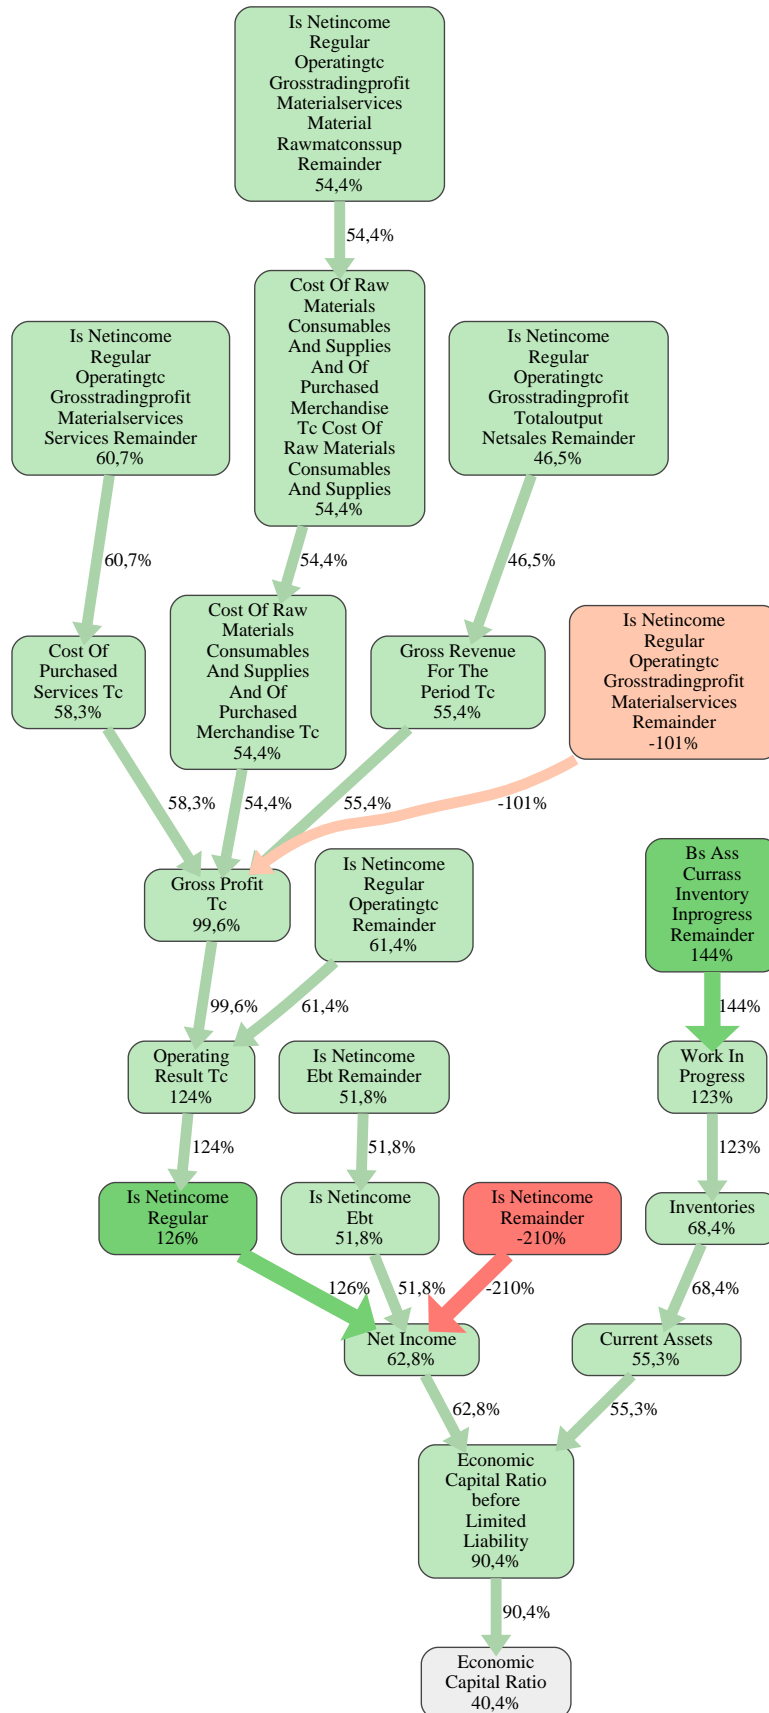 Is Netincome
Regular
Operatingtc
Grosstradingprofit
Materialservices
Material
Rawmatconssup
Remainder
54,4%
54,4%
Cost Of Raw
Materials
Consumables
And Supplies
And Of
Purchased
Merchandise
Tc Cost Of
Raw Materials
Consumables
And Supplies
54,4%
Is Netincome
Regular
Operatingtc
Grosstradingprofit
Materialservices
Services Remainder
60,7%
Is Netincome
Regular
Operatingtc
Grosstradingprofit
Totaloutput
Netsales Remainder
46,5%
60,7%
54,4%
46,5%
Cost Of
Purchased
Services Tc
58,3%
Cost Of Raw
Materials
Consumables
And Supplies
And Of
Purchased
Merchandise Tc
54,4%
Gross Revenue
For The
Period Tc
55,4%
Is Netincome
Regular
Operatingtc
Grosstradingprofit
Materialservices
Remainder
-101%
58,3%
54,4%
55,4%
-101%
Gross Profit
Tc
99,6%
Is Netincome
Regular
Operatingtc
Remainder
61,4%
Bs Ass
Currass
Inventory
Inprogress
Remainder
144%
99,6%
61,4%
144%
Operating
Result Tc
124%
Is Netincome
Ebt Remainder
51,8%
Work In
Progress
123%
124%
51,8%
123%
Is Netincome
Regular
126%
Is Netincome
Ebt
51,8%
Is Netincome
Remainder
-210%
Inventories
68,4%
126%
51,8%
-210%
68,4%
Net Income
62,8%
Current Assets
55,3%
62,8%
55,3%
Economic
Capital Ratio
before
Limited
Liability
90,4%
90,4%
Economic
Capital Ratio
40,4%